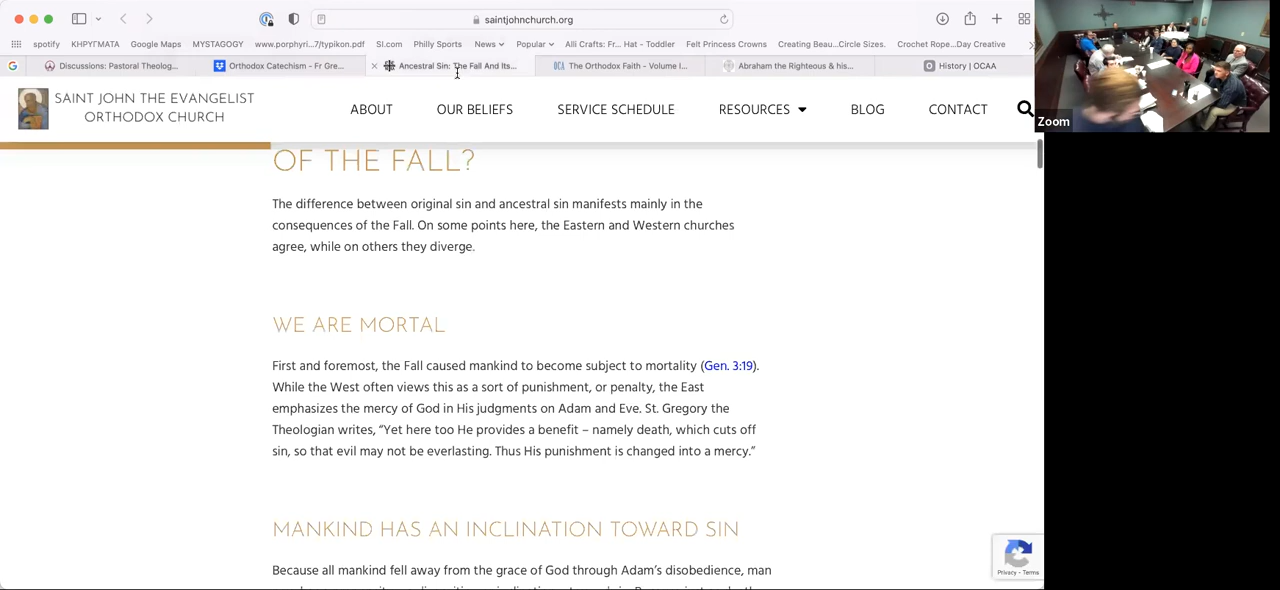 saintjohnchurch.org
spotify
ΚΗΡΥΓΜΑΤΑ
Google Maps
MYSTAGOGY
www.porphyri...7/typikon.pdf
SI.com
Philly Sports
News
Popular
Alli Crafts: Fr... Hat - Toddler
Felt Princess Crowns
Creating Beau...Circle Sizes.
Crochet Rope...Day Creative
Discussions: Pastoral Theolog...
Orthodox Catechism - Fr Gre...
Ancestral Sin: The Fall And Its...
OCA The Orthodox Faith - Volume I...
Abraham the Righteous & his...
History | OCAA
SAINT JOHN THE EVANGELIST
ORTHODOX CHURCH
ABOUT
OUR BELIEFS
SERVICE SCHEDULE
RESOURCES
BLOG
CONTACT
Zoom
OF THE FALL?
The difference between original sin and ancestral sin manifests mainly in the
consequences of the Fall. On some points here, the Eastern and Western churches
agree, while on others they diverge.
WE ARE MORTAL
First and foremost, the Fall caused mankind to become subject to mortality (Gen. 3:19).
While the West often views this as a sort of punishment, or penalty, the East
emphasizes the mercy of God in His judgments on Adam and Eve. St. Gregory the
Theologian writes, “Yet here too He provides a benefit – namely death, which cuts off
sin, so that evil may not be everlasting. Thus His punishment is changed into a mercy.”
MANKIND HAS AN INCLINATION TOWARD SIN
Because all mankind fell away from the grace of God through Adam's disobedience, man
Privacy - Terms